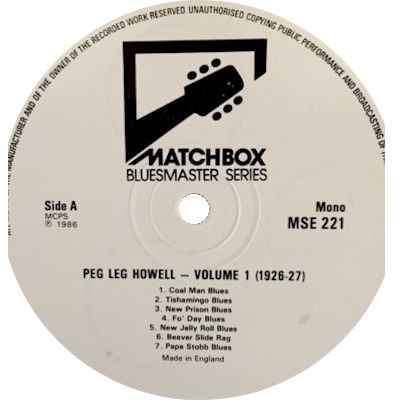 THE MANUFACTURER AND OF THE OWNER OF THE RECORDED WORK RESERVED. UNAUTHORISED COPYING PUBLIC PERFORMANCE AND BROADCASTING OF
MATCHBOX
BLUESMASTER SERIES
Side A
MCPS
℗ 1986
Mono
MSE 221
PEG LEG HOWELL – VOLUME 1 (1926-27)
1. Coal Man Blues
2. Tishamingo Blues
3. New Prison Blues
4. Fo' Day Blues
5. New Jelly Roll Blues
6. Beaver Slide Rag
7. Papa Stobb Blues
Made in England